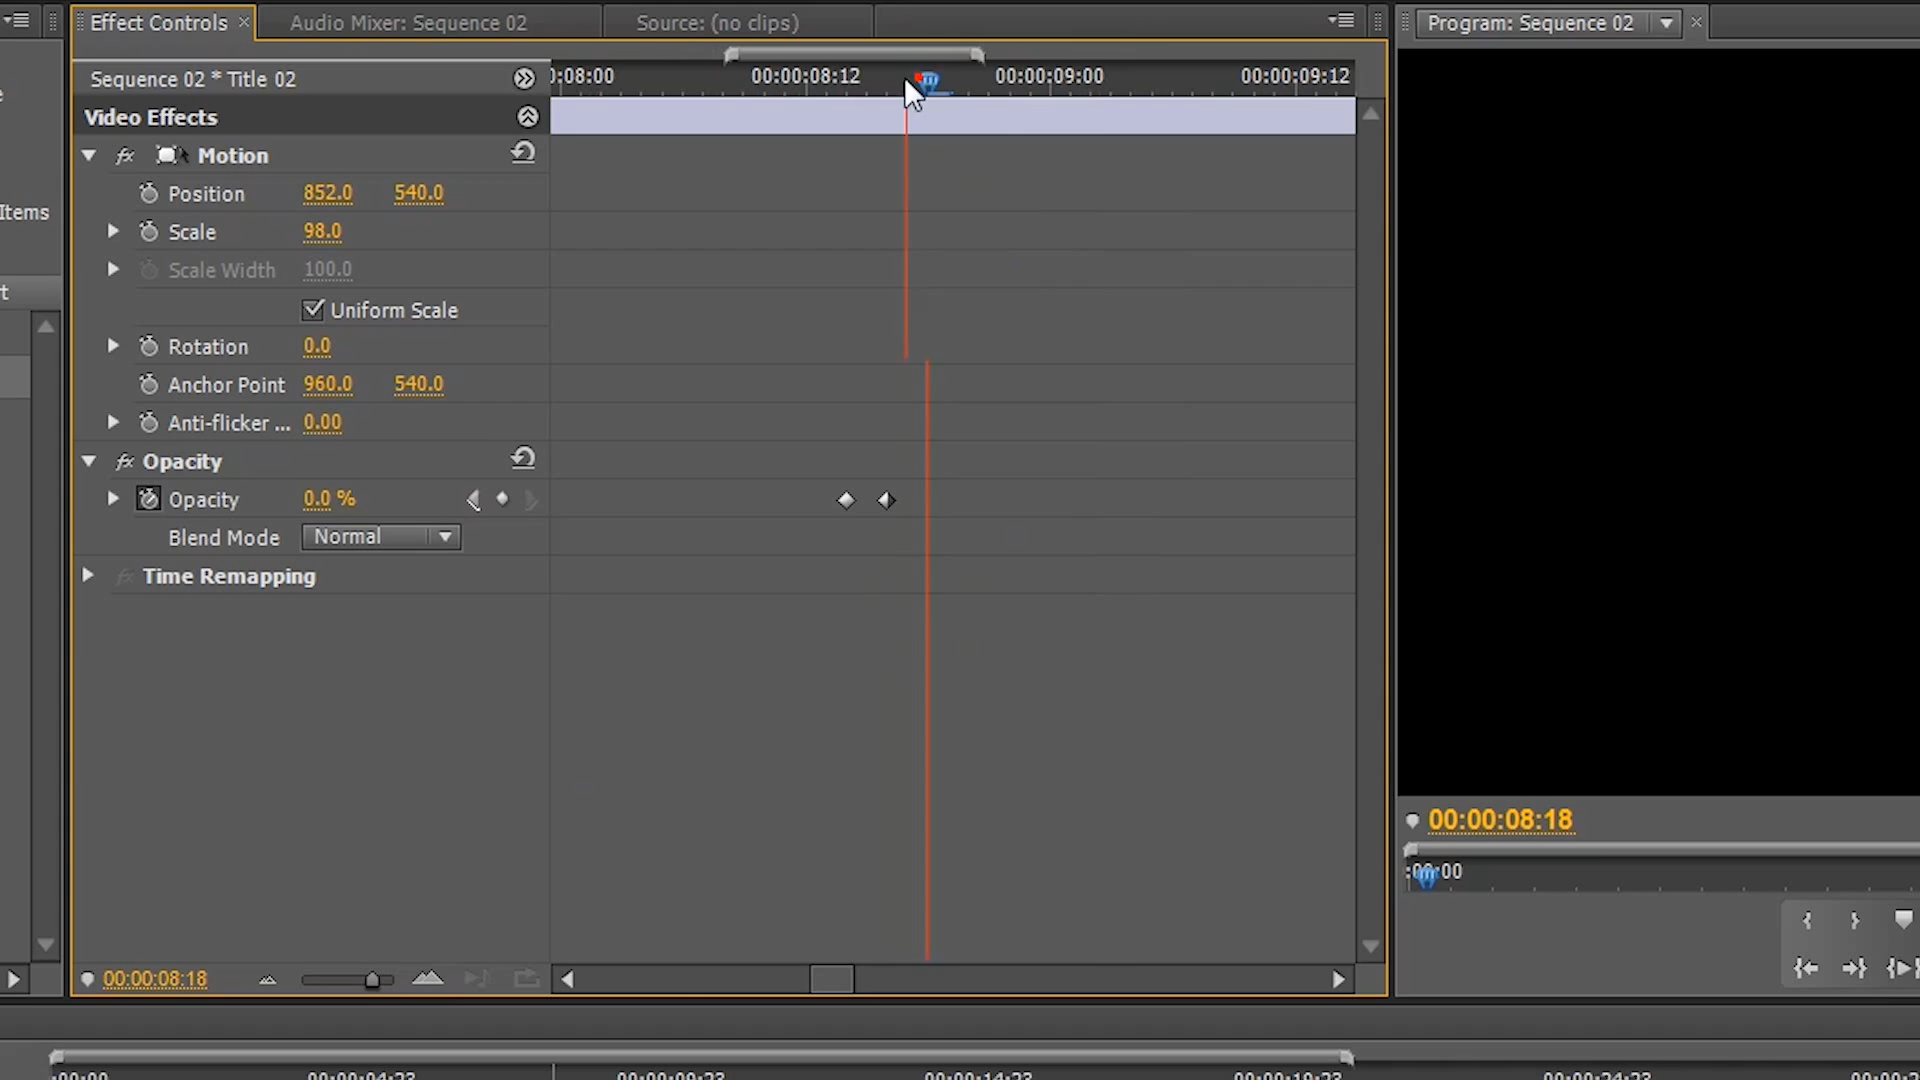 Effect Controls
Audio Mixer: Sequence 02
Source: (no clips)
Program: Sequence 02
Sequence 02 * Title 02
:08:00
00:00:08:12
00:00:09:00
00:00:09:12
Video Effects
fx Motion
Position 852.0 540.0
Items
Scale 98.0
Scale Width 100.0
Uniform Scale
Rotation 0.0
Anchor Point 960.0 540.0
Anti-flicker ... 0.00
fx Opacity
Opacity 0.0 %
Blend Mode Normal
fx Time Remapping
00:00:08:18
00:00:08:18